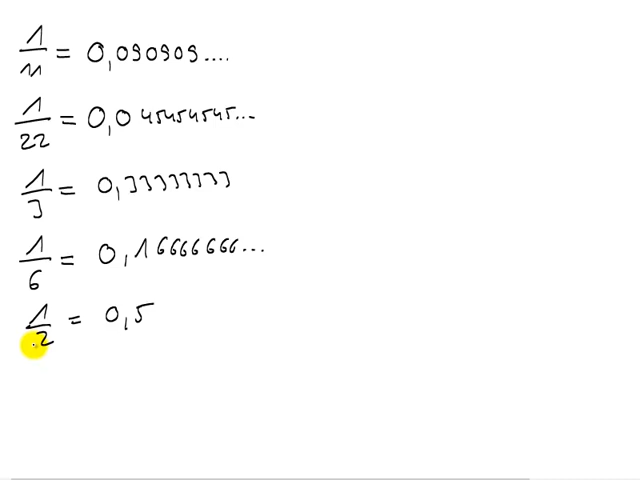 1/11 = 0,090909....
1/22 = 0,045454545...
1/3 = 0,33333333
1/6 = 0,16666666...
1/2 = 0,5